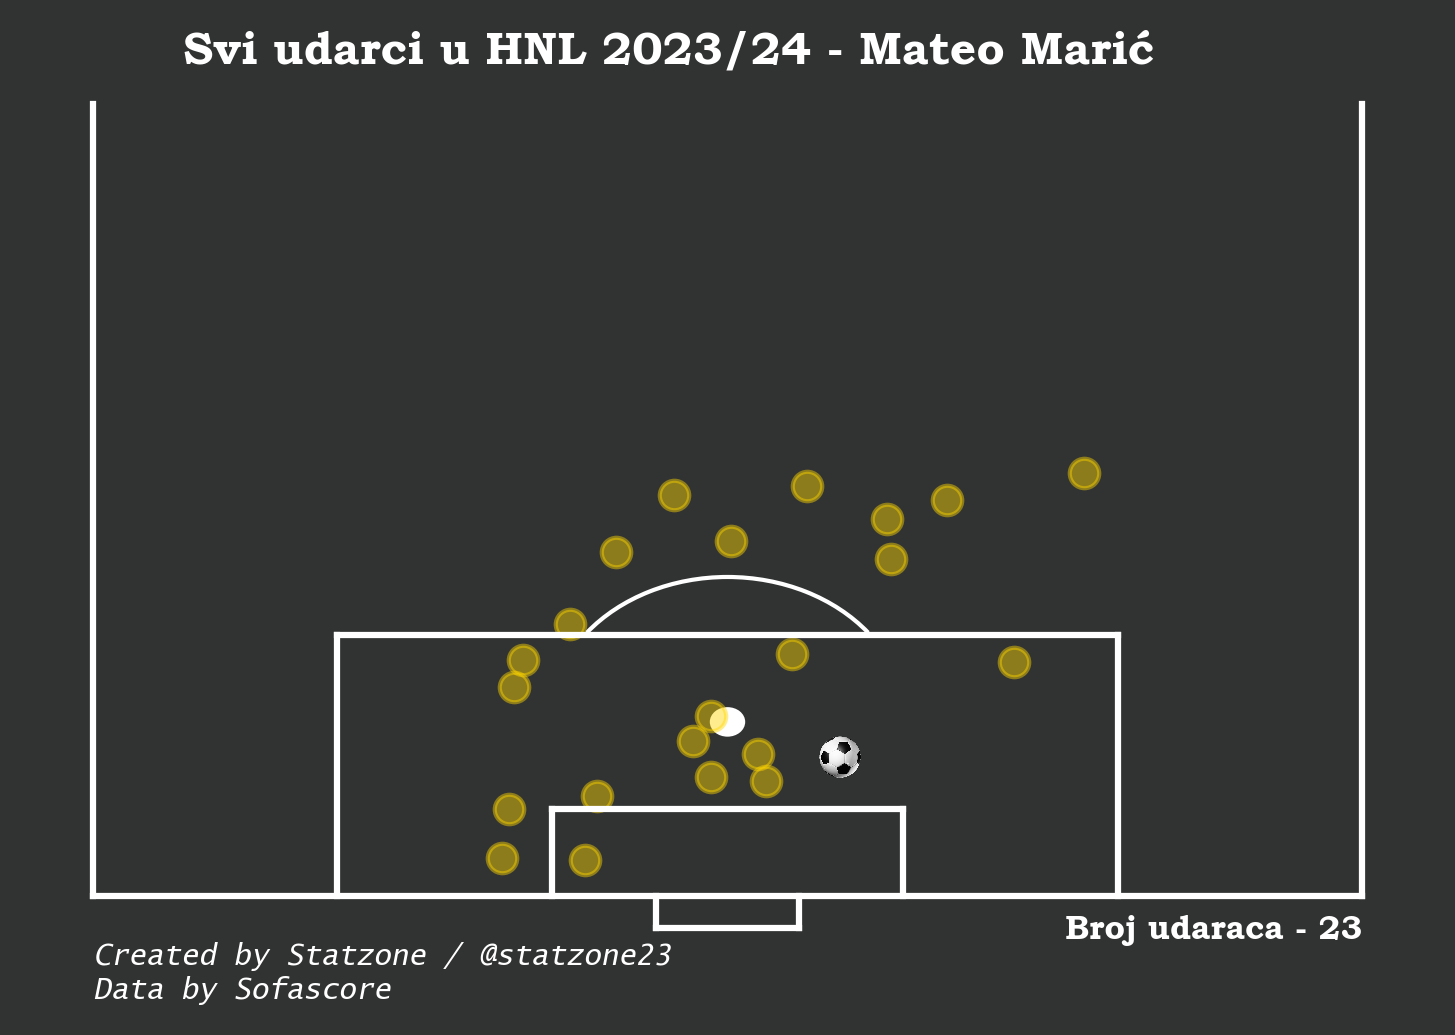 Svi udarci u HNL 2023/24 - Mateo Marić
Broj udaraca - 23
Created by Statzone / @statzone23
Data by Sofascore